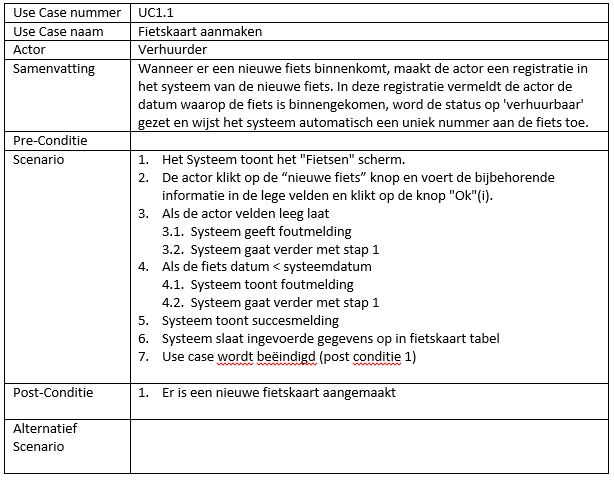 Use Case nummer UC1.1
Use Case naam Fietskaart aanmaken
Actor Verhuurder
Samenvatting Wanneer er een nieuwe fiets binnenkomt, maakt de actor een registratie in
het systeem van de nieuwe fiets. In deze registratie vermeldt de actor de
datum waarop de fiets is binnengekomen, word de status op 'verhuurbaar'
gezet en wijst het systeem automatisch een uniek nummer aan de fiets toe.
Pre-Conditie
Scenario 1. Het Systeem toont het "Fietsen" scherm.
2. De actor klikt op de “nieuwe fiets” knop en voert de bijbehorende
informatie in de lege velden en klikt op de knop "Ok"(i).
3. Als de actor velden leeg laat
3.1. Systeem geeft foutmelding
3.2. Systeem gaat verder met stap 1
4. Als de fiets datum < systeemdatum
4.1. Systeem toont foutmelding
4.2. Systeem gaat verder met stap 1
5. Systeem toont succesmelding
6. Systeem slaat ingevoerde gegevens op in fietskaart tabel
7. Use case wordt beëindigd (post conditie 1)
Post-Conditie 1. Er is een nieuwe fietskaart aangemaakt
Alternatief
Scenario